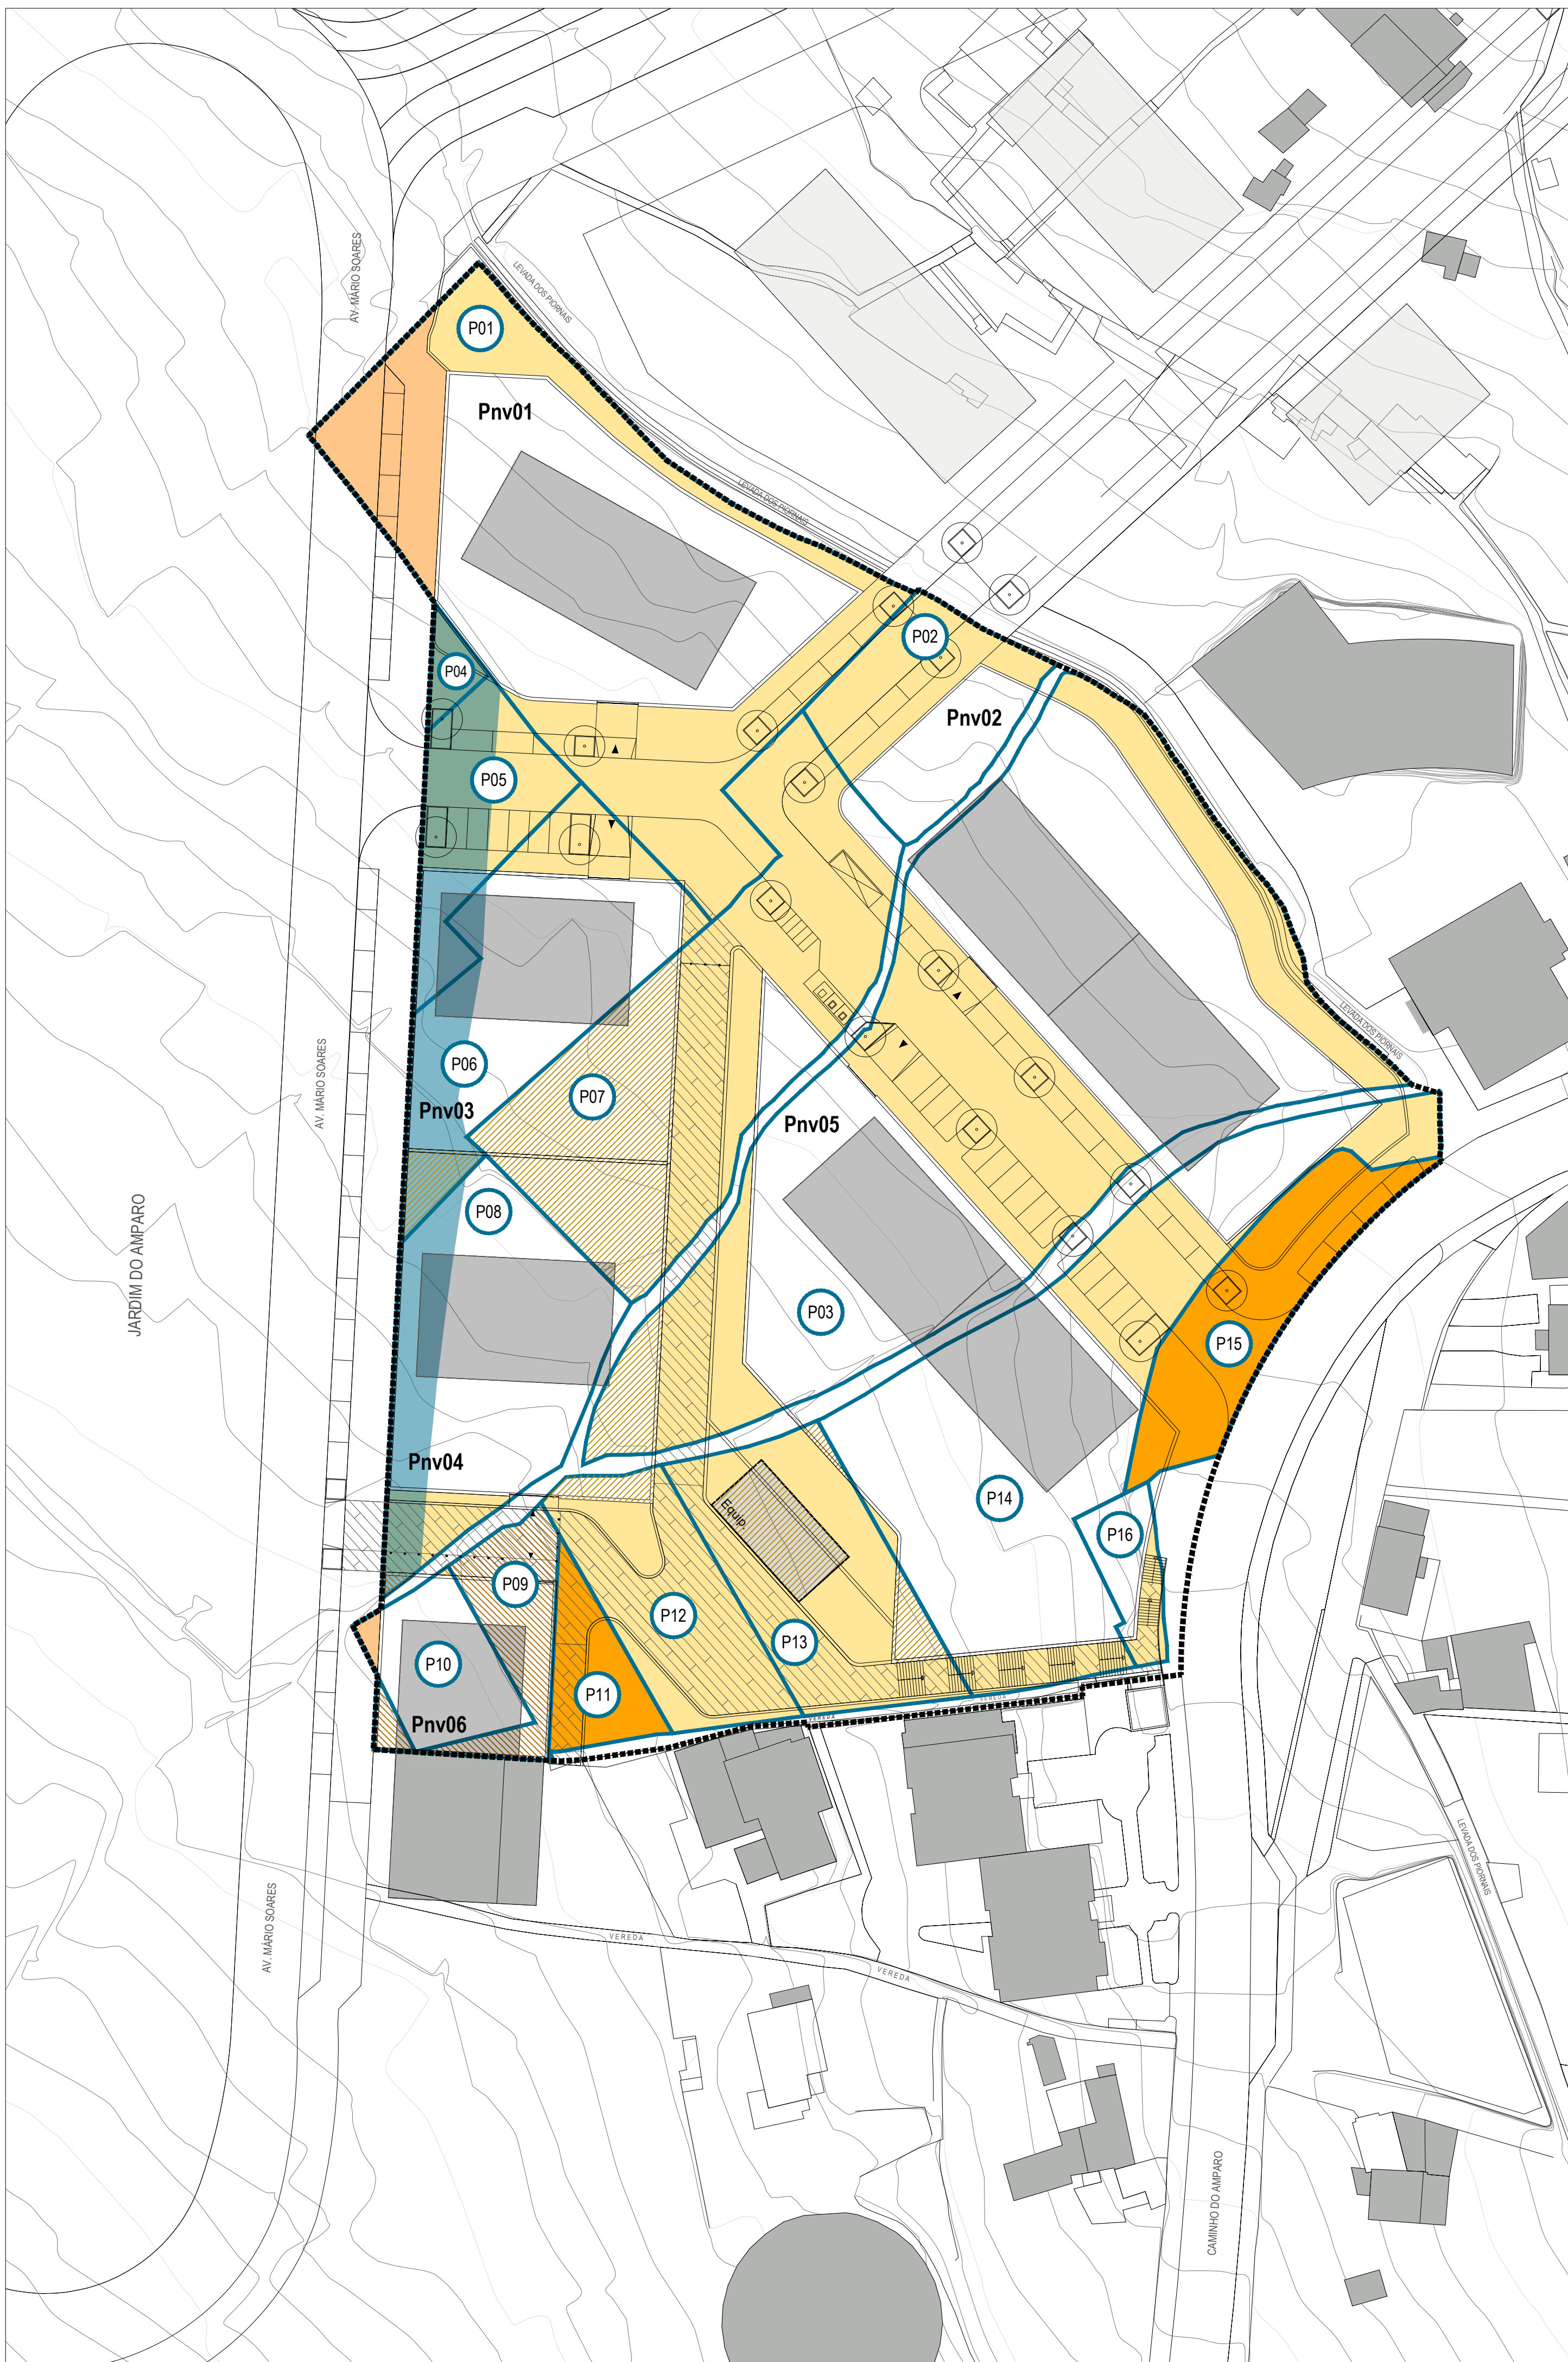 AV. MÁRIO SOARES
LEVADA DOS PIORNAIS
P01
Pnv01
LEVADA DOS PIORNAIS
P02
P04
Pnv02
P05
LEVADA DOS PIORNAIS
AV. MÁRIO SOARES
P06
P07
Pnv03
Pnv05
JARDIM DO AMPARO
P08
P03
P15
Pnv04
Equip.
P14
P16
P09
P12
P13
P10
P11
Pnv06
VEREDA
VEREDA
LEVADA DOS PIORNAIS
AV. MÁRIO SOARES
VEREDA
VEREDA
CAMINHO DO AMPARO